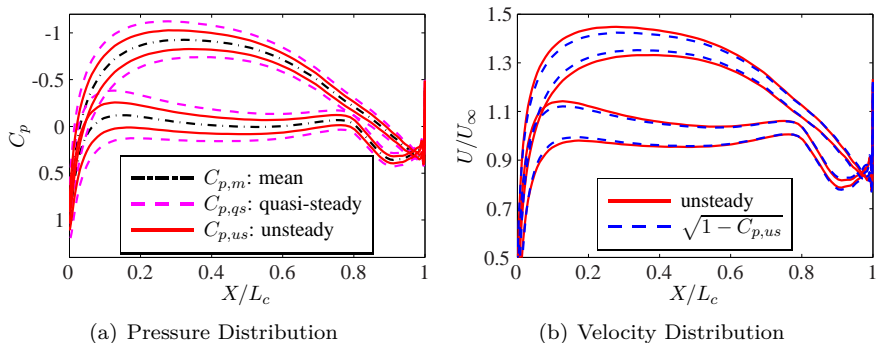 -1
-0.5
0
0.5
1
C_p
C_{p,m}: mean
C_{p,qs}: quasi-steady
C_{p,us}: unsteady
0 0.2 0.4 0.6 0.8 1
X/L_c
(a) Pressure Distribution
1.5
1.3
1.1
0.9
0.7
0.5
U/U_∞
unsteady
√(1 − C_{p,us})
0 0.2 0.4 0.6 0.8 1
X/L_c
(b) Velocity Distribution